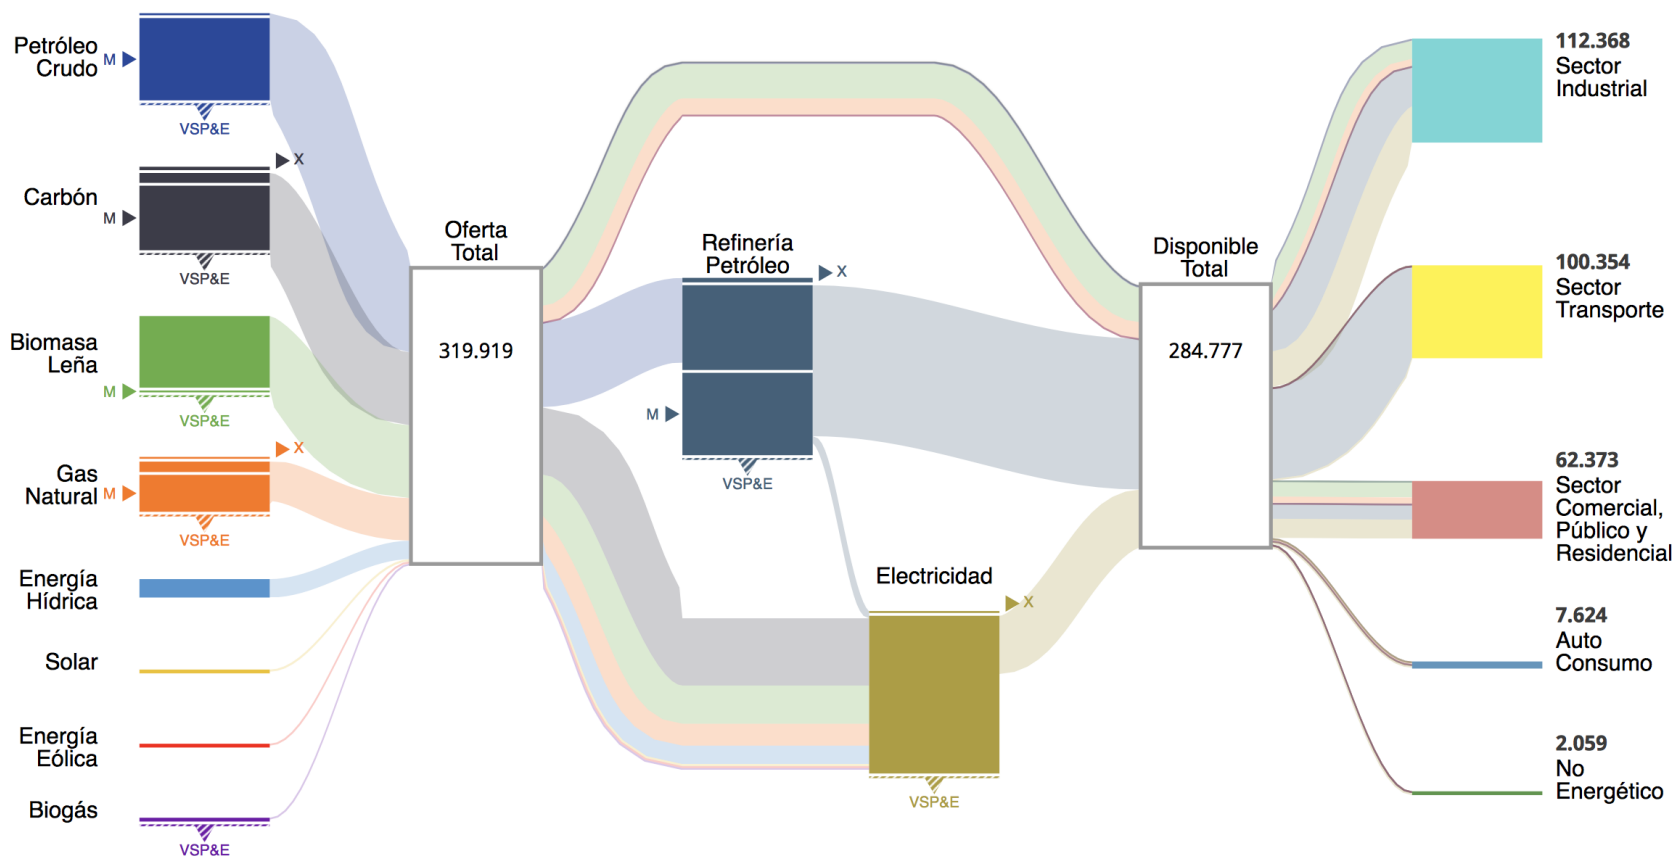 Petróleo
Crudo
M
VSP&E
X
Carbón
M
VSP&E
Biomasa
Leña
M
VSP&E
X
Gas
Natural
M
VSP&E
Energía
Hídrica
Solar
Energía
Eólica
Biogás
VSP&E
Oferta
Total
319.919
Refinería
Petróleo
X
M
VSP&E
Electricidad
X
VSP&E
Disponible
Total
284.777
112.368
Sector
Industrial
100.354
Sector
Transporte
62.373
Sector
Comercial,
Público y
Residencial
7.624
Auto
Consumo
2.059
No
Energético